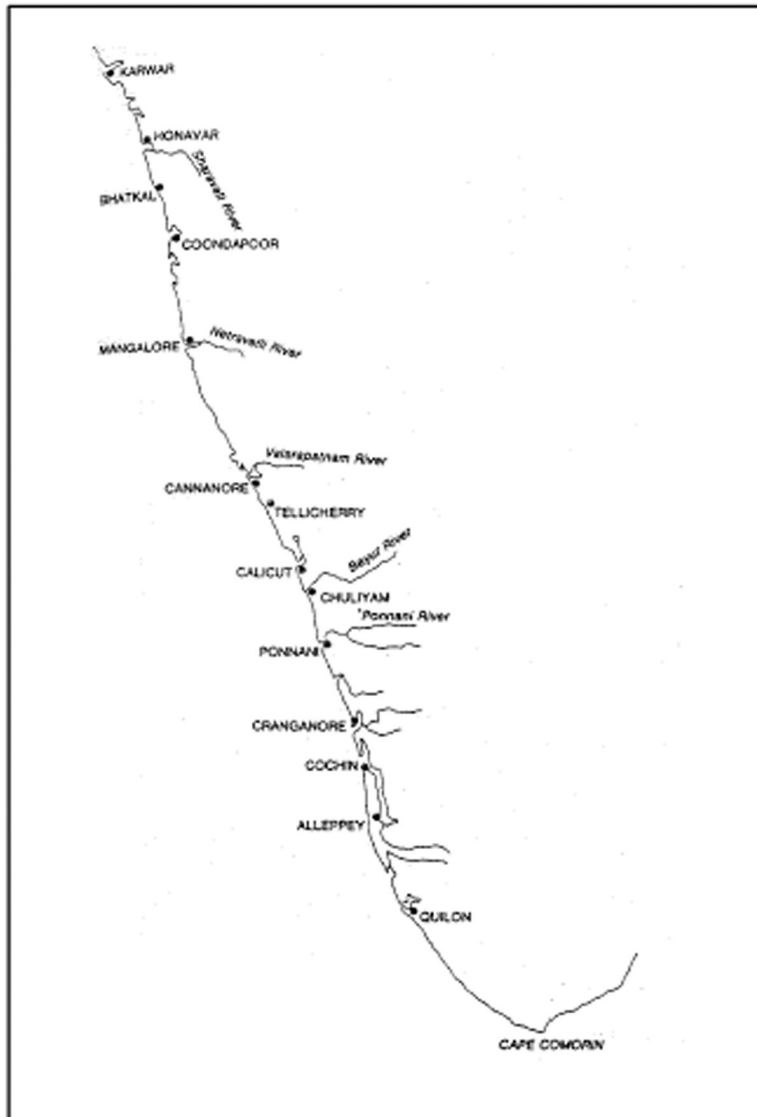 KARWAR
HONAVAR
Sharavati River
BHATKAL
COONDAPOOR
Netravati River
MANGALORE
Valarapatnam River
CANNANORE
TELLICHERRY
Beypur River
CALICUT
CHULIYAM
Ponnani River
PONNANI
CRANGANORE
COCHIN
ALLEPPEY
QUILON
CAPE COMORIN